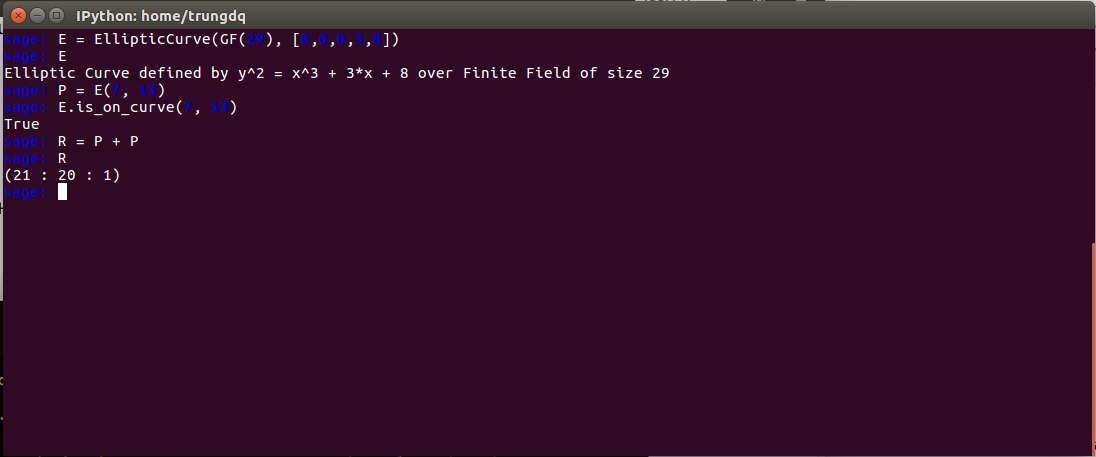 IPython: home/trungdq
sage: E = EllipticCurve(GF(29), [0,0,0,3,8])
sage: E
Elliptic Curve defined by y^2 = x^3 + 3*x + 8 over Finite Field of size 29
sage: P = E(7, 13)
sage: E.is_on_curve(7, 13)
True
sage: R = P + P
sage: R
(21 : 20 : 1)
sage: